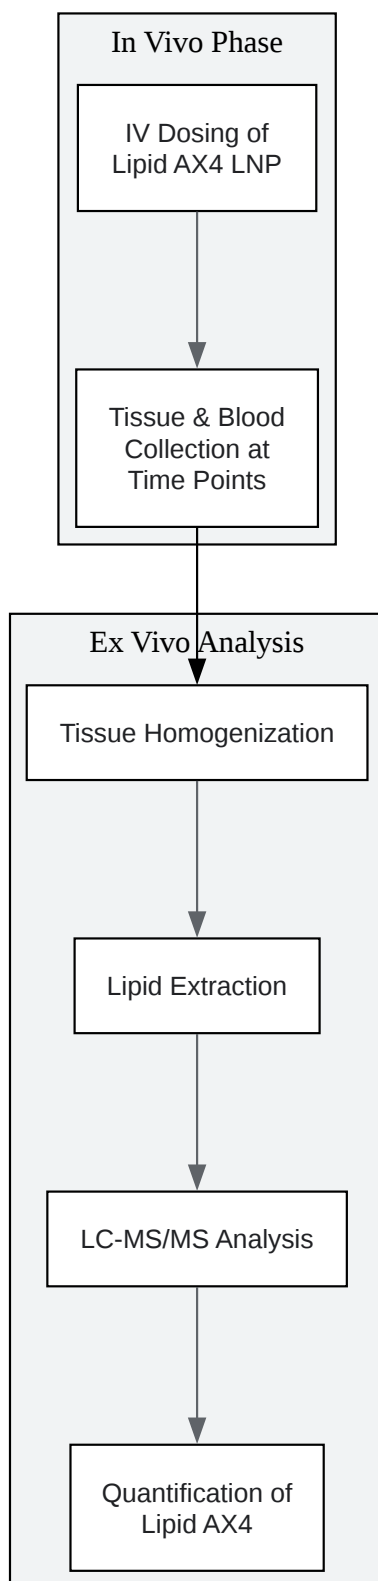 In Vivo Phase
IV Dosing of
Lipid AX4 LNP
Tissue & Blood
Collection at
Time Points
Ex Vivo Analysis
Tissue Homogenization
Lipid Extraction
LC-MS/MS Analysis
Quantification of
Lipid AX4